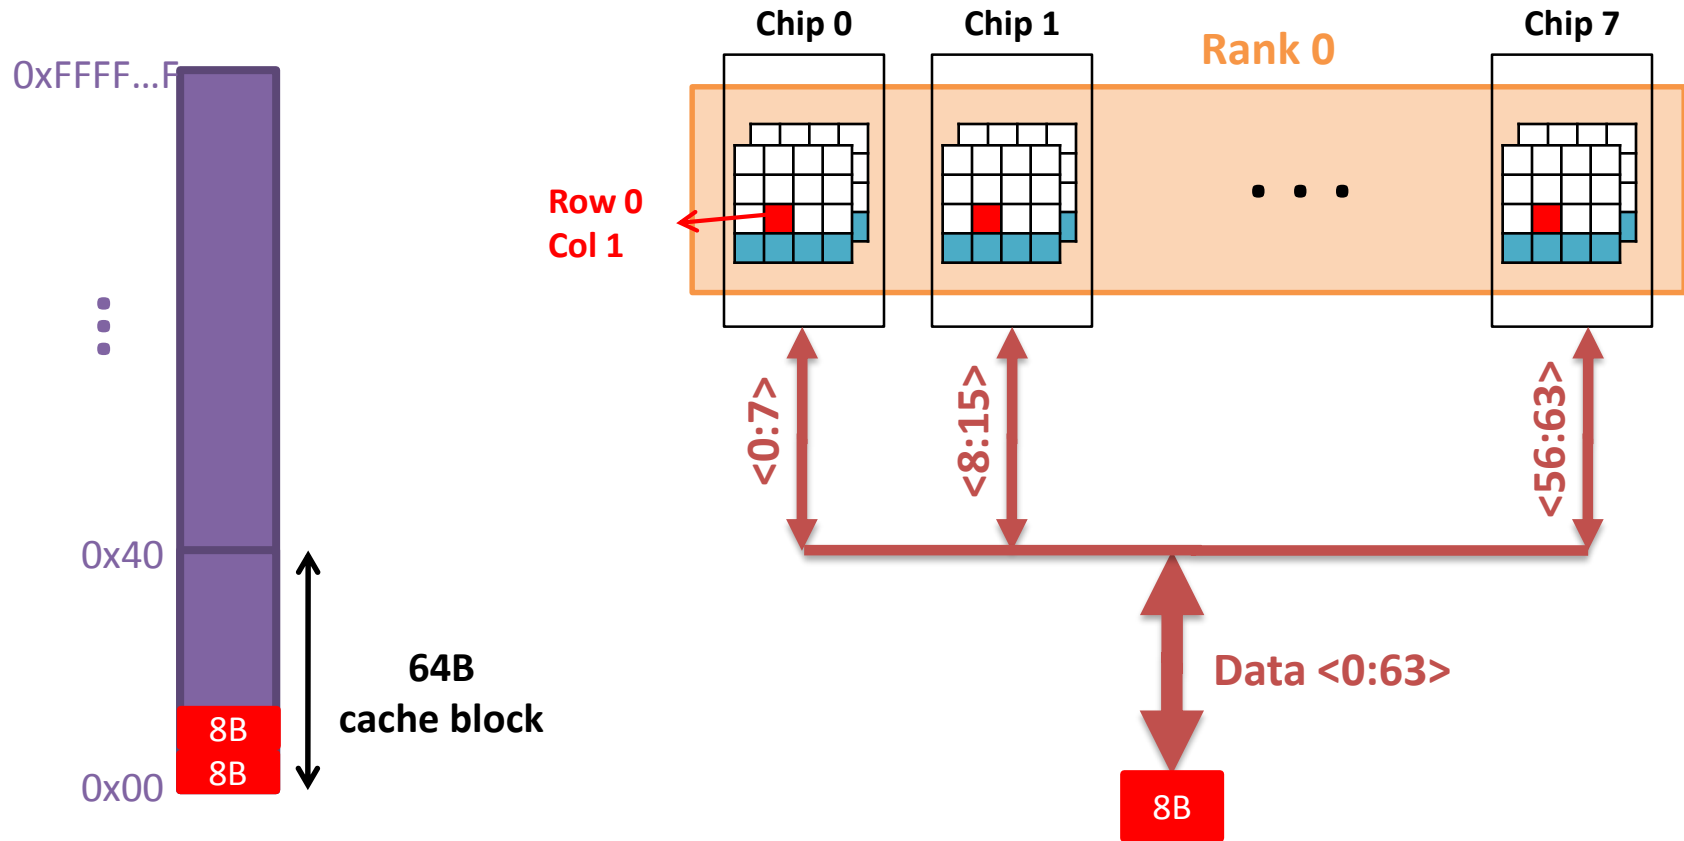 Chip 0
Chip 1
Chip 7
Rank 0
0xFFFF...F
Row 0
Col 1
<0:7>
<8:15>
<56:63>
0x40
64B
cache block
Data <0:63>
8B
8B
0x00
8B